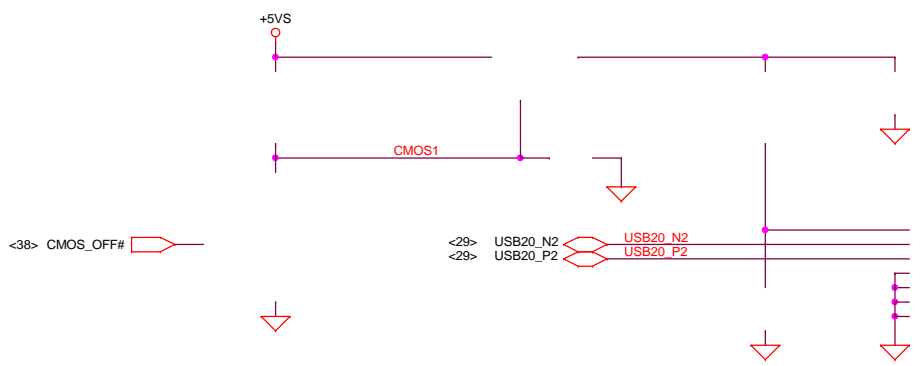 +5VS
CMOS1
<38> CMOS_OFF#
<29> USB20_N2 USB20_N2
<29> USB20_P2 USB20_P2